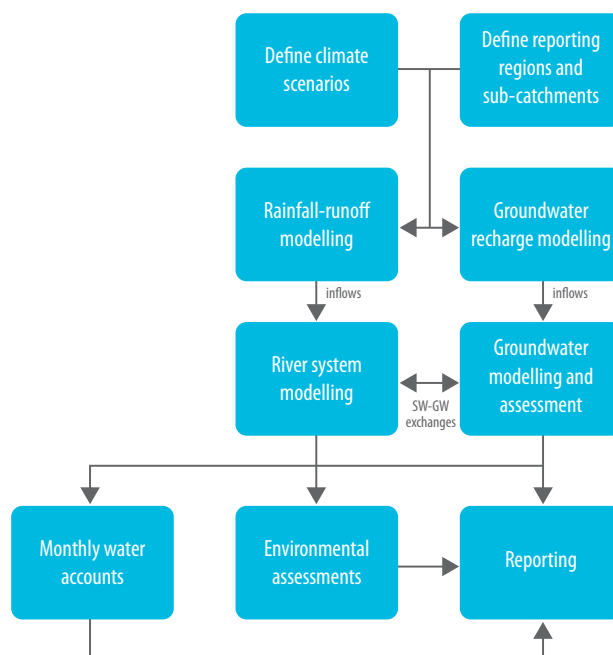 Define climate
scenarios
Define reporting
regions and
sub-catchments
Rainfall-runoff
modelling
Groundwater
recharge modelling
inflows
inflows
River system
modelling
SW-GW
exchanges
Groundwater
modelling and
assessment
Monthly water
accounts
Environmental
assessments
Reporting